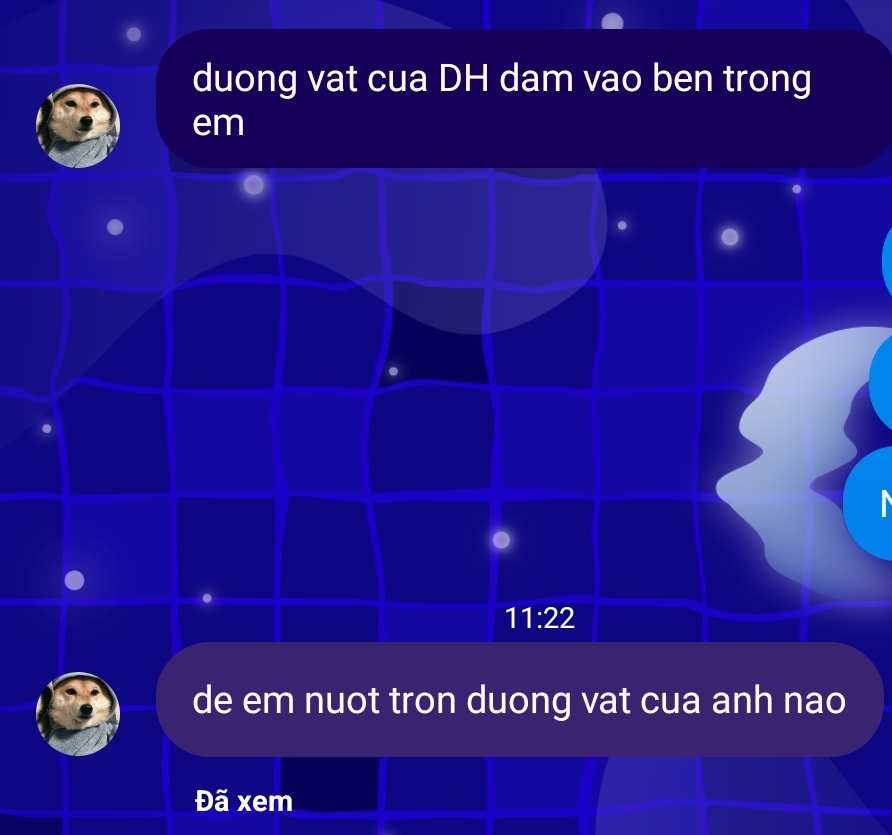 duong vat cua DH dam vao ben trong
em
N
11:22
de em nuot tron duong vat cua anh nao
Đã xem